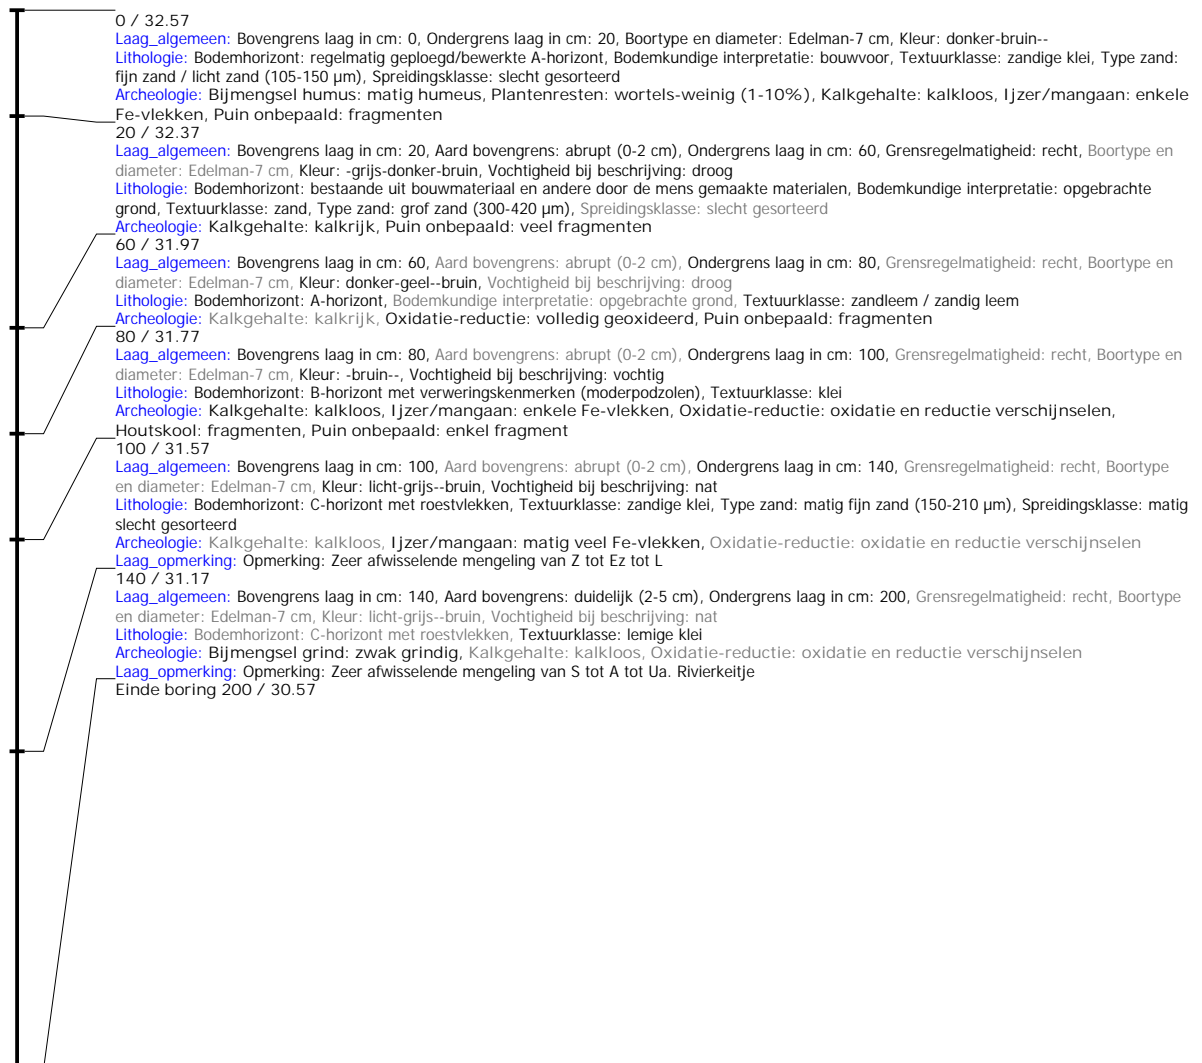 0 / 32.57
Laag_algemeen: Bovengrens laag in cm: 0, Ondergrens laag in cm: 20, Boortype en diameter: Edelman-7 cm, Kleur: donker-bruin--
Lithologie: Bodemhorizont: regelmatig geploegd/bewerkte A-horizont, Bodemkundige interpretatie: bouwvoor, Textuurklasse: zandige klei, Type zand:
fijn zand / licht zand (105-150 µm), Spreidingsklasse: slecht gesorteerd
Archeologie: Bijmengsel humus: matig humeus, Plantenresten: wortels-weinig (1-10%), Kalkgehalte: kalkloos, Ijzer/mangaan: enkele
Fe-vlekken, Puin onbepaald: fragmenten
20 / 32.37
Laag_algemeen: Bovengrens laag in cm: 20, Aard bovengrens: abrupt (0-2 cm), Ondergrens laag in cm: 60, Grensregelmatigheid: recht, Boortype en
diameter: Edelman-7 cm, Kleur: -grijs-donker-bruin, Vochtigheid bij beschrijving: droog
Lithologie: Bodemhorizont: bestaande uit bouwmateriaal en andere door de mens gemaakte materialen, Bodemkundige interpretatie: opgebrachte
grond, Textuurklasse: zand, Type zand: grof zand (300-420 µm), Spreidingsklasse: slecht gesorteerd
Archeologie: Kalkgehalte: kalkrijk, Puin onbepaald: veel fragmenten
60 / 31.97
Laag_algemeen: Bovengrens laag in cm: 60, Aard bovengrens: abrupt (0-2 cm), Ondergrens laag in cm: 80, Grensregelmatigheid: recht, Boortype en
diameter: Edelman-7 cm, Kleur: donker-geel--bruin, Vochtigheid bij beschrijving: droog
Lithologie: Bodemhorizont: A-horizont, Bodemkundige interpretatie: opgebrachte grond, Textuurklasse: zandleem / zandig leem
Archeologie: Kalkgehalte: kalkrijk, Oxidatie-reductie: volledig geoxideerd, Puin onbepaald: fragmenten
80 / 31.77
Laag_algemeen: Bovengrens laag in cm: 80, Aard bovengrens: abrupt (0-2 cm), Ondergrens laag in cm: 100, Grensregelmatigheid: recht, Boortype en
diameter: Edelman-7 cm, Kleur: -bruin--, Vochtigheid bij beschrijving: vochtig
Lithologie: Bodemhorizont: B-horizont met verweringskenmerken (moderpodzolen), Textuurklasse: klei
Archeologie: Kalkgehalte: kalkloos, Ijzer/mangaan: enkele Fe-vlekken, Oxidatie-reductie: oxidatie en reductie verschijnselen,
Houtskool: fragmenten, Puin onbepaald: enkel fragment
100 / 31.57
Laag_algemeen: Bovengrens laag in cm: 100, Aard bovengrens: abrupt (0-2 cm), Ondergrens laag in cm: 140, Grensregelmatigheid: recht, Boortype
en diameter: Edelman-7 cm, Kleur: licht-grijs--bruin, Vochtigheid bij beschrijving: nat
Lithologie: Bodemhorizont: C-horizont met roestvlekken, Textuurklasse: zandige klei, Type zand: matig fijn zand (150-210 µm), Spreidingsklasse: matig
slecht gesorteerd
Archeologie: Kalkgehalte: kalkloos, Ijzer/mangaan: matig veel Fe-vlekken, Oxidatie-reductie: oxidatie en reductie verschijnselen
Laag_opmerking: Opmerking: Zeer afwisselende mengeling van Z tot Ez tot L
140 / 31.17
Laag_algemeen: Bovengrens laag in cm: 140, Aard bovengrens: duidelijk (2-5 cm), Ondergrens laag in cm: 200, Grensregelmatigheid: recht, Boortype
en diameter: Edelman-7 cm, Kleur: licht-grijs--bruin, Vochtigheid bij beschrijving: nat
Lithologie: Bodemhorizont: C-horizont met roestvlekken, Textuurklasse: lemige klei
Archeologie: Bijmengsel grind: zwak grindig, Kalkgehalte: kalkloos, Oxidatie-reductie: oxidatie en reductie verschijnselen
Laag_opmerking: Opmerking: Zeer afwisselende mengeling van S tot A tot Ua. Rivierkeitje
Einde boring 200 / 30.57